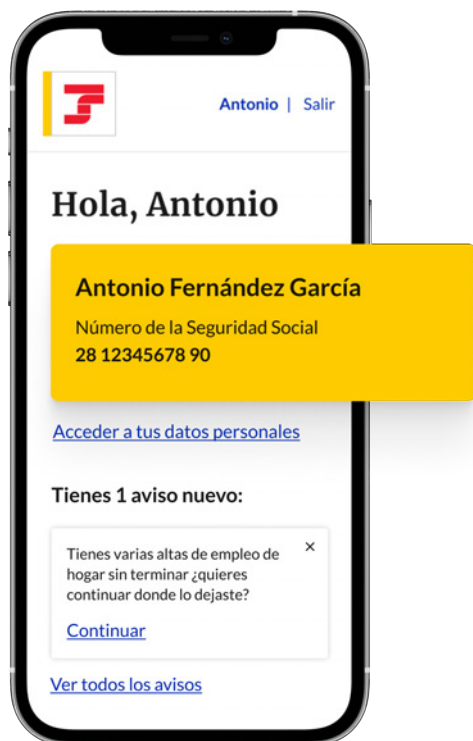 Antonio | Salir
Hola, Antonio
Antonio Fernández García
Número de la Seguridad Social
28 12345678 90
Acceder a tus datos personales
Tienes 1 aviso nuevo:
Tienes varias altas de empleo de
hogar sin terminar ¿quieres
continuar donde lo dejaste?
Continuar
Ver todos los avisos